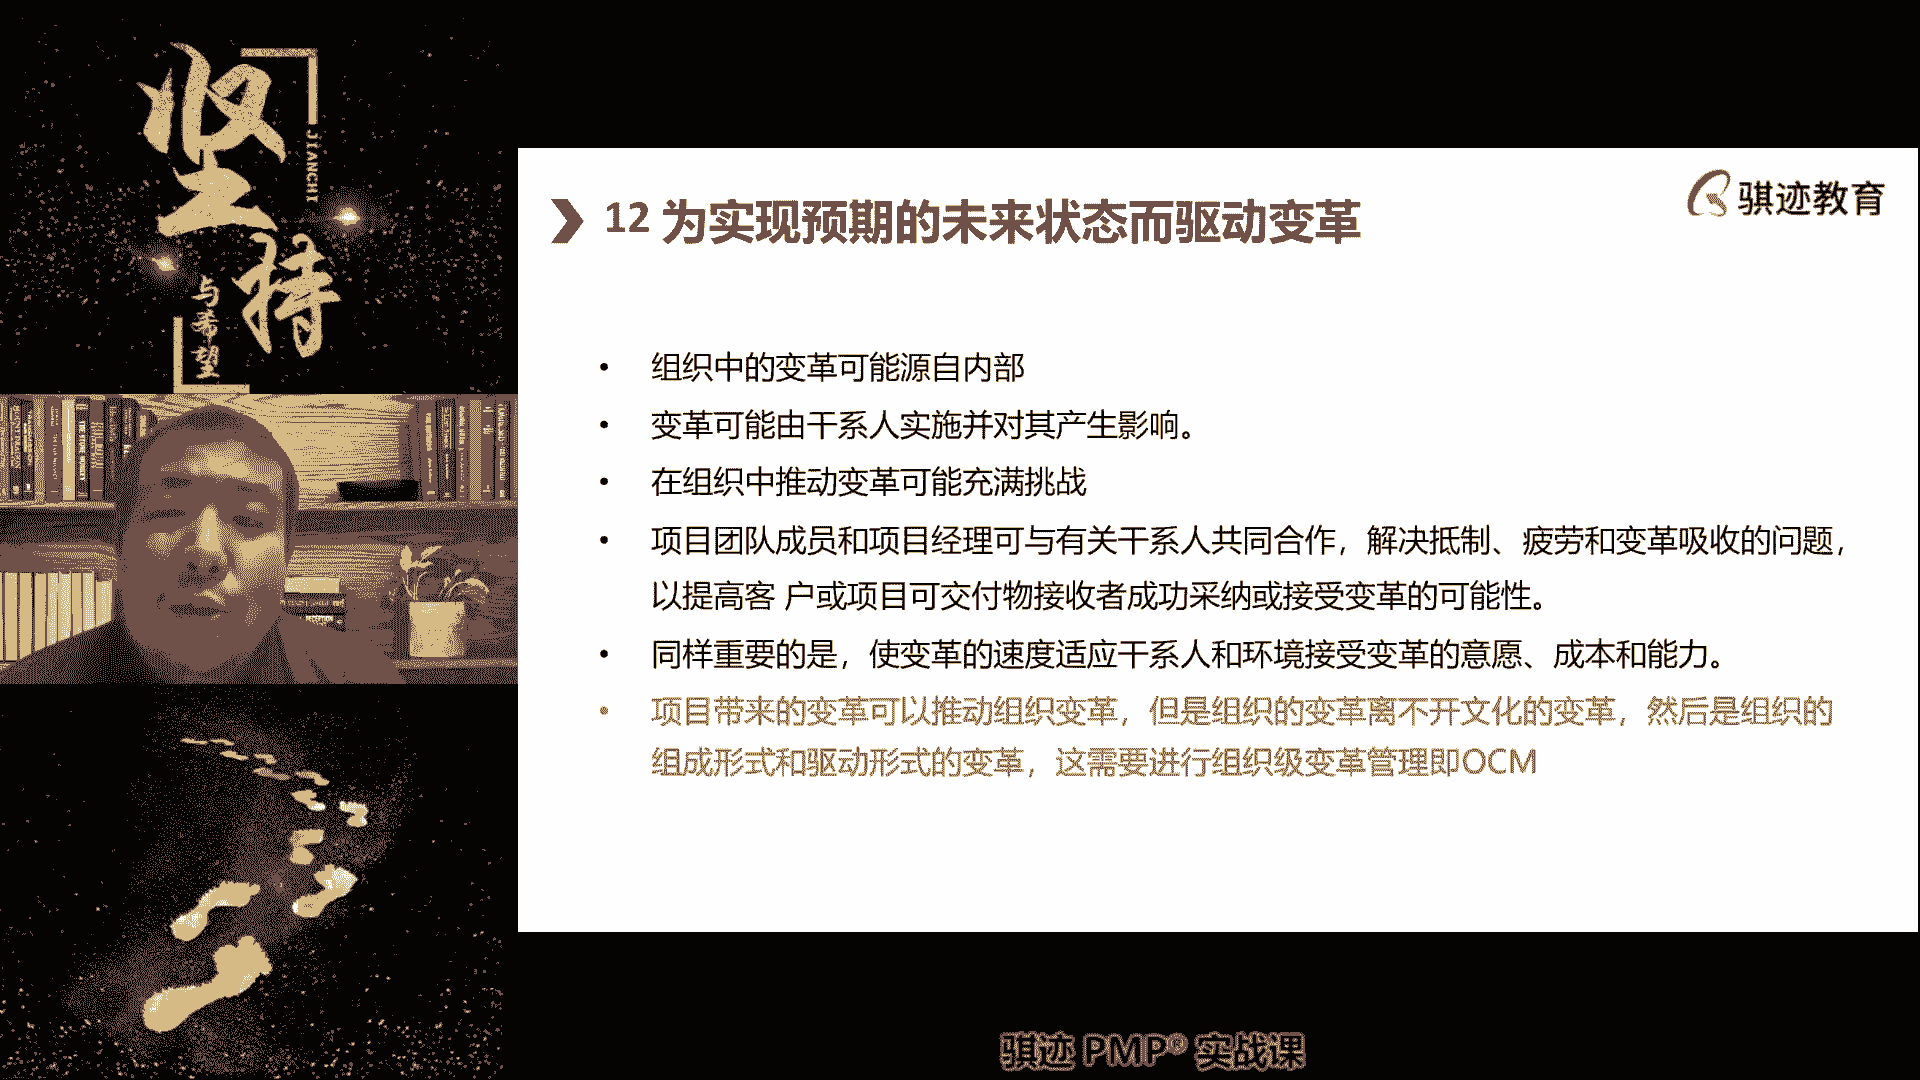 坚持
JIANCHI
与希望
骐迹教育
12 为实现预期的未来状态而驱动变革
• 组织中的变革可能源自内部
• 变革可能由干系人实施并对其产生影响。
• 在组织中推动变革可能充满挑战
• 项目团队成员和项目经理可与有关干系人共同合作，解决抵制、疲劳和变革吸收的问题，
以提高客 户或项目可交付物接收者成功采纳或接受变革的可能性。
• 同样重要的是，使变革的速度适应干系人和环境接受变革的意愿、成本和能力。
• 项目带来的变革可以推动组织变革，但是组织的变革离不开文化的变革，然后是组织的
组成形式和驱动形式的变革，这需要进行组织级变革管理即OCM
骐迹 PMP® 实战课